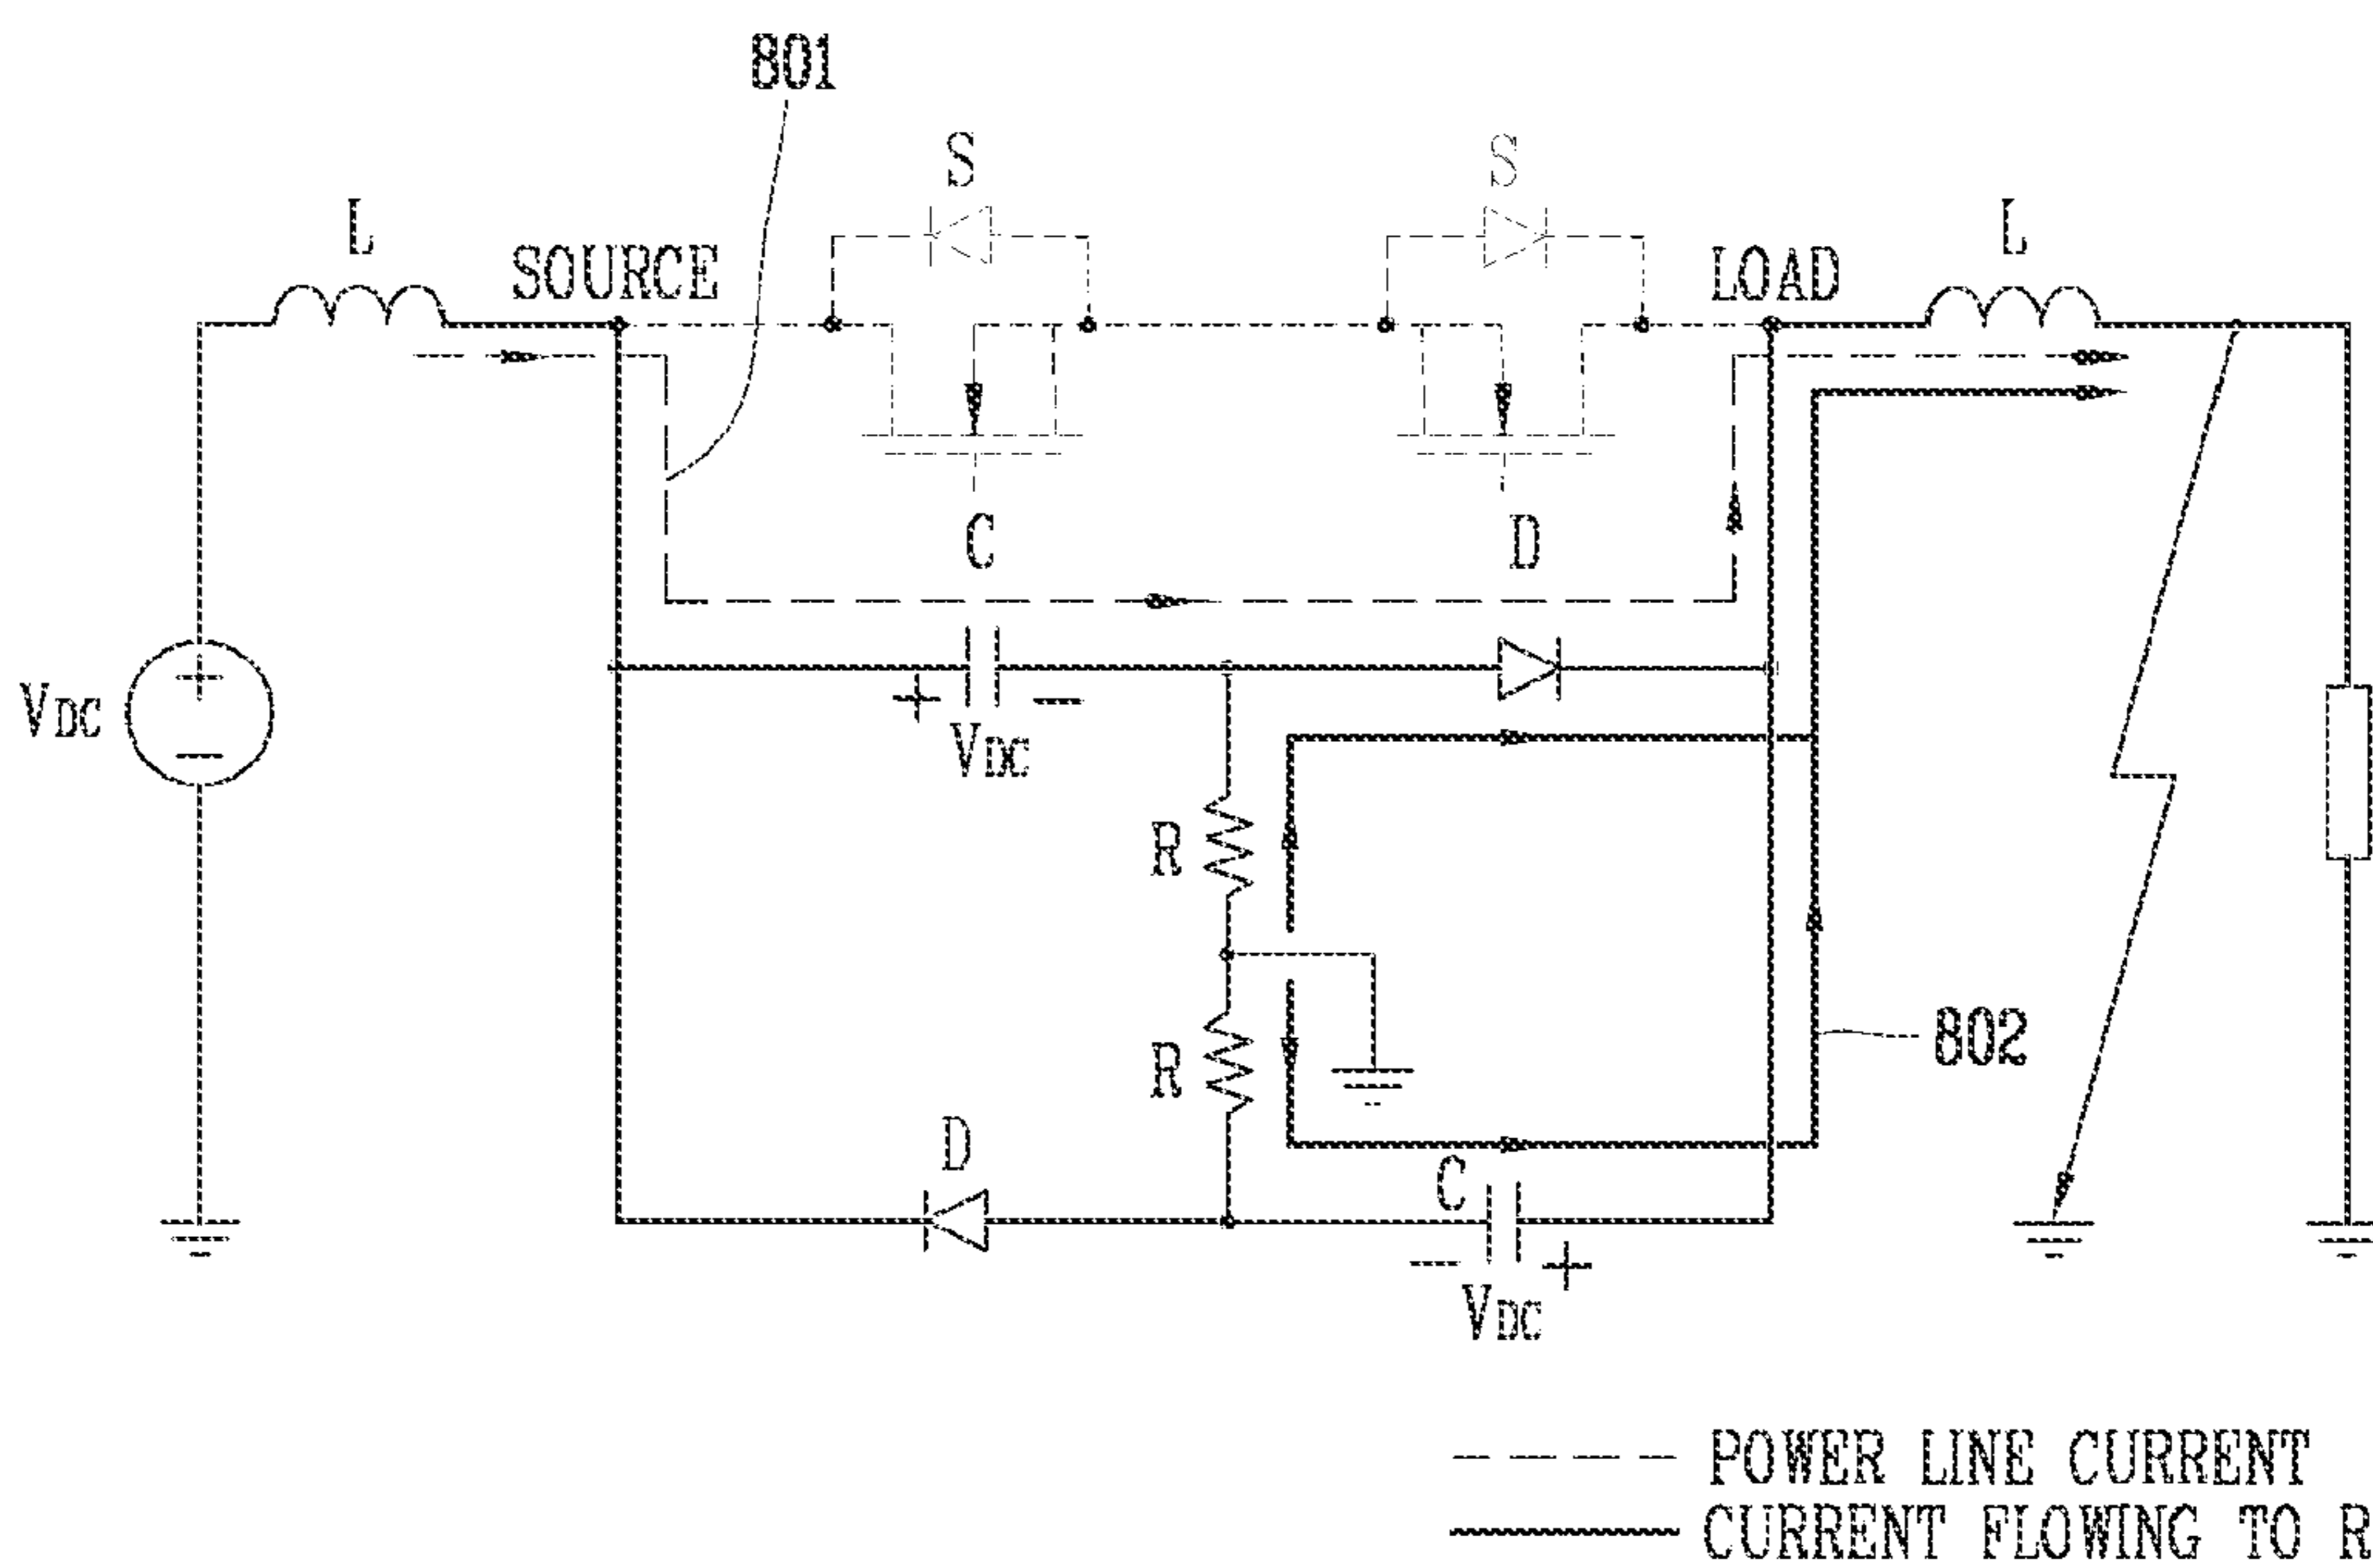 801
S S
L SOURCE LOAD L
C D
VDC
+ −
+ −
VDC
R
R
802
D
C
− +
VDC
POWER LINE CURRENT
CURRENT FLOWING TO R